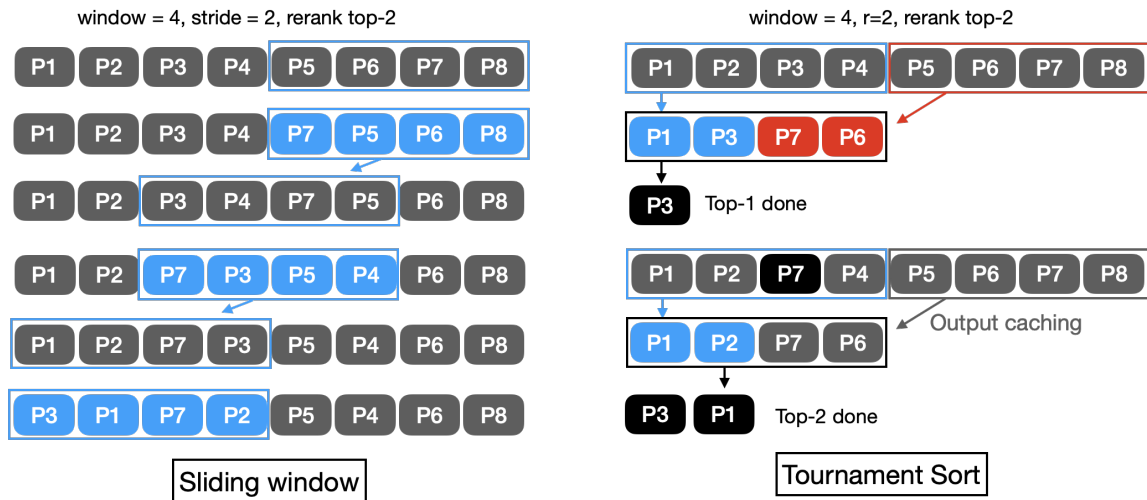 window = 4, stride = 2, rerank top-2
P1 P2 P3 P4 P5 P6 P7 P8
P1 P2 P3 P4 P7 P5 P6 P8
P1 P2 P3 P4 P7 P5 P6 P8
P1 P2 P7 P3 P5 P4 P6 P8
P1 P2 P7 P3 P5 P4 P6 P8
P3 P1 P7 P2 P5 P4 P6 P8
Sliding window
window = 4, r=2, rerank top-2
P1 P2 P3 P4 P5 P6 P7 P8
P1 P3 P7 P6
P3 Top-1 done
P1 P2 P7 P4 P5 P6 P7 P8
Output caching
P1 P2 P7 P6
P3 P1 Top-2 done
Tournament Sort